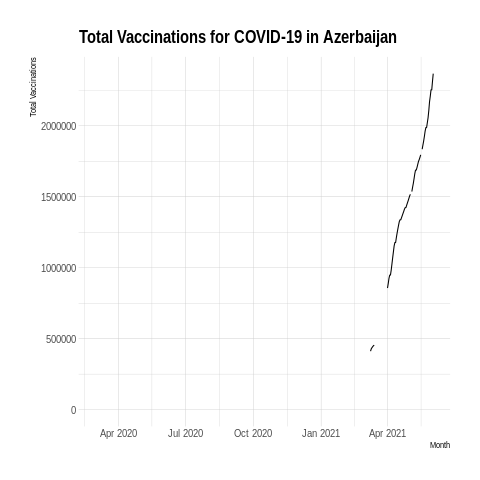 Total Vaccinations for COVID-19 in Azerbaijan
Total Vaccinations
2000000
1500000
1000000
500000
0
Apr 2020 Jul 2020 Oct 2020 Jan 2021 Apr 2021
Month